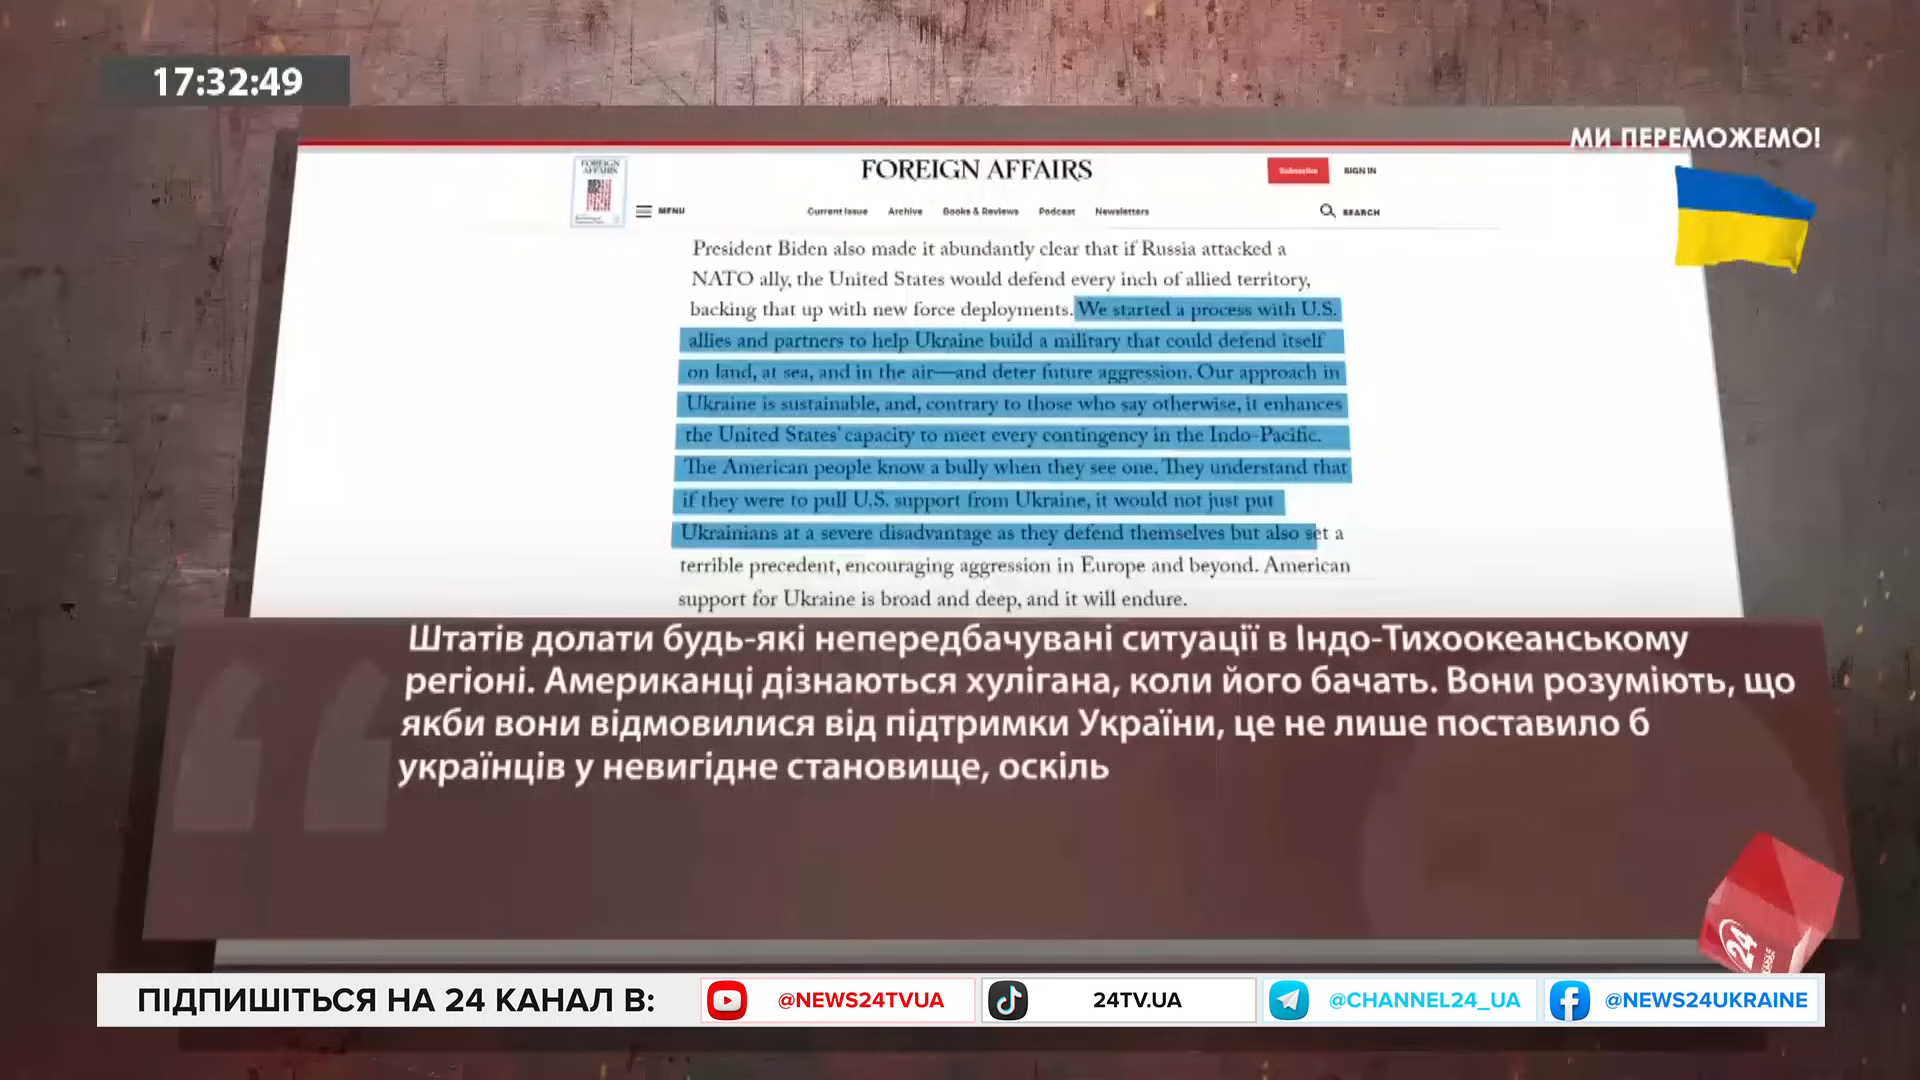 17:32:49
МИ ПЕРЕМОЖЕМО!
FOREIGN AFFAIRS
FOREIGN AFFAIRS
Subscribe
SIGN IN
MENU
Current Issue Archive Books & Reviews Podcast Newsletters
SEARCH
President Biden also made it abundantly clear that if Russia attacked a
NATO ally, the United States would defend every inch of allied territory,
backing that up with new force deployments. We started a process with U.S.
allies and partners to help Ukraine build a military that could defend itself
on land, at sea, and in the air—and deter future aggression. Our approach in
Ukraine is sustainable, and, contrary to those who say otherwise, it enhances
the United States' capacity to meet every contingency in the Indo-Pacific.
The American people know a bully when they see one. They understand that
if they were to pull U.S. support from Ukraine, it would not just put
Ukrainians at a severe disadvantage as they defend themselves but also set a
terrible precedent, encouraging aggression in Europe and beyond. American
support for Ukraine is broad and deep, and it will endure.
Штатів долати будь-які непередбачувані ситуації в Індо-Тихоокеанському
регіоні. Американці дізнаються хулігана, коли його бачать. Вони розуміють, що
якби вони відмовилися від підтримки України, це не лише поставило б
українців у невигідне становище, оскіль
24
ПІДПИШІТЬСЯ НА 24 КАНАЛ В:
@NEWS24TVUA
24TV.UA
@CHANNEL24_UA
@NEWS24UKRAINE